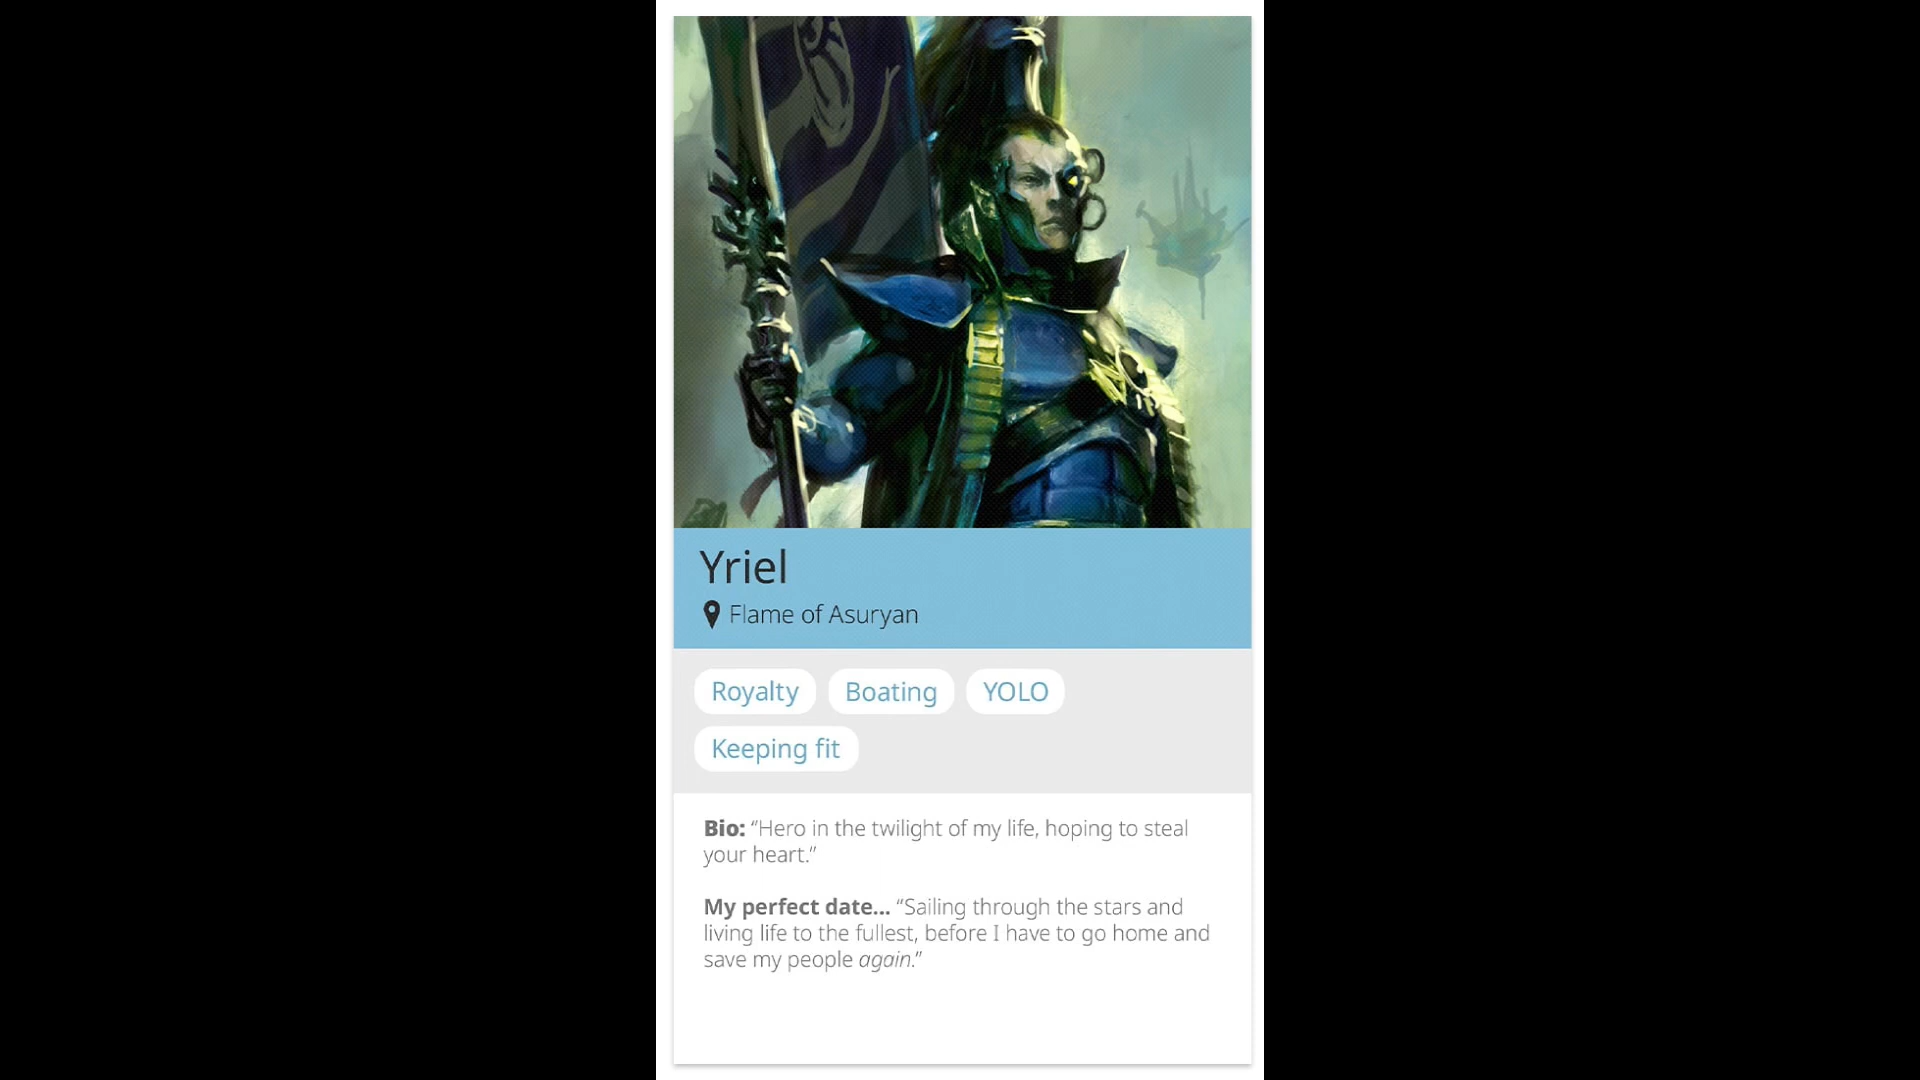 Yriel
Flame of Asuryan
Royalty
Boating
YOLO
Keeping fit
Bio: “Hero in the twilight of my life, hoping to steal
your heart.”
My perfect date... “Sailing through the stars and
living life to the fullest, before I have to go home and
save my people again.”